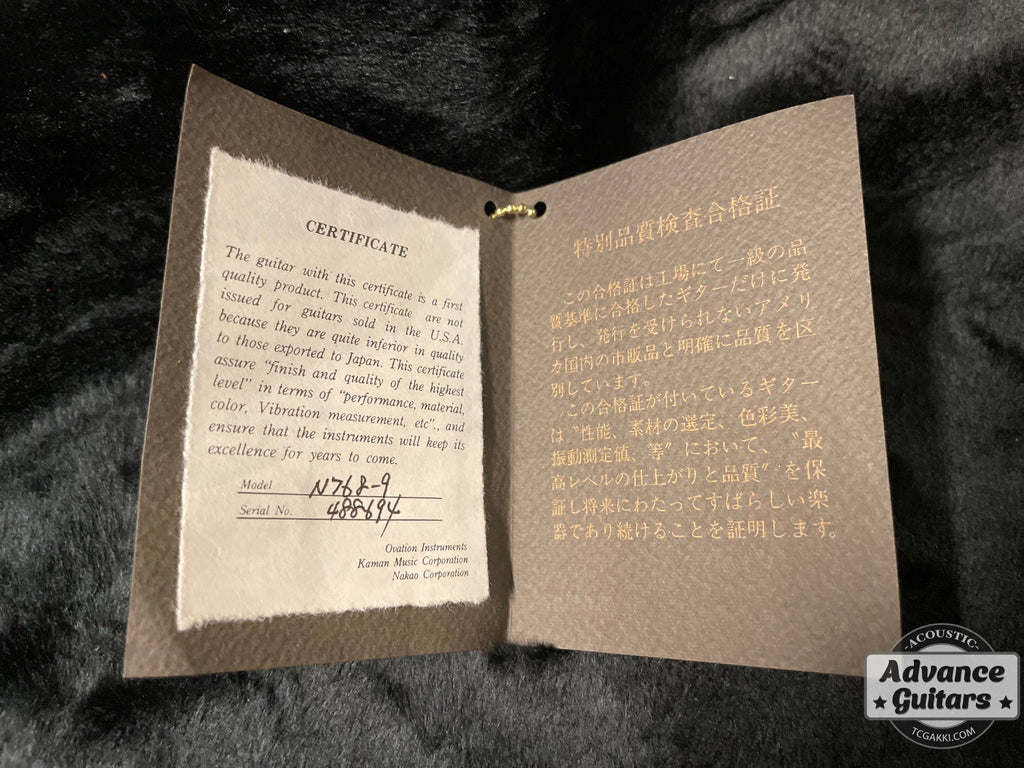 CERTIFICATE
The guitar with this certificate is a first
quality product. This certificate are not
issued for guitars sold in the U.S.A.
because they are quite inferior in quality
to those exported to Japan. This certificate
assure “finish and quality of the highest
level” in terms of “performance, material,
color, Vibration measurement, etc”., and
ensure that the instruments will keep its
excellence for years to come.
Model N768-9
Serial No. 488694
Ovation Instruments
Kaman Music Corporation
Nakao Corporation
特別品質検査合格証
この合格証は工場にて一級の品
質基準に合格したギターだけに発
行し、発行を受けられないアメリ
カ国内の市販品と明確に品質を区
別しています。
この合格証が付いているギター
は〝性能、素材の選定、色彩美、
振動測定値、等〟において、〝最
高レベルの仕上がりと品質〟を保
証し将来にわたってすばらしい楽
器であり続けることを証明します。
ACOUSTIC
Advance
Guitars
TCGAKKI.COM